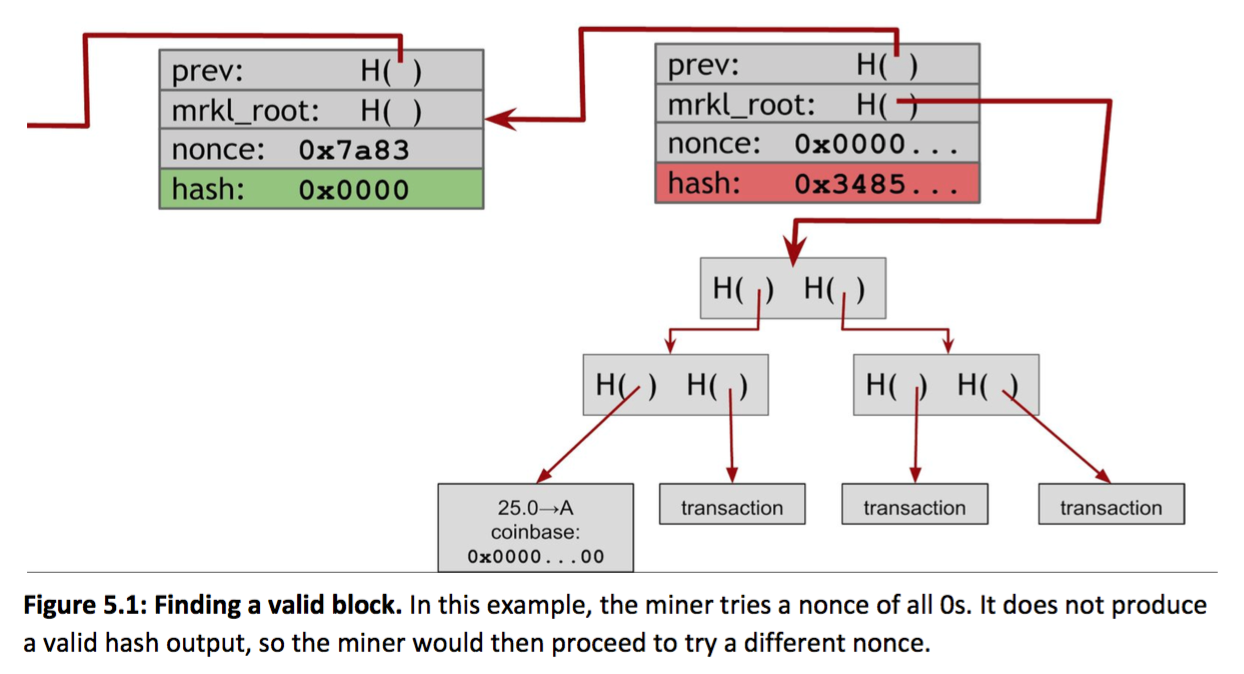 prev: H( )
mrkl_root: H( )
nonce: 0x7a83
hash: 0x0000
prev: H( )
mrkl_root: H( )
nonce: 0x0000...
hash: 0x3485...
H( ) H( )
H( ) H( )
H( ) H( )
25.0→A
coinbase:
0x0000...00
transaction
transaction
transaction
Figure 5.1: Finding a valid block. In this example, the miner tries a nonce of all 0s. It does not produce
a valid hash output, so the miner would then proceed to try a different nonce.